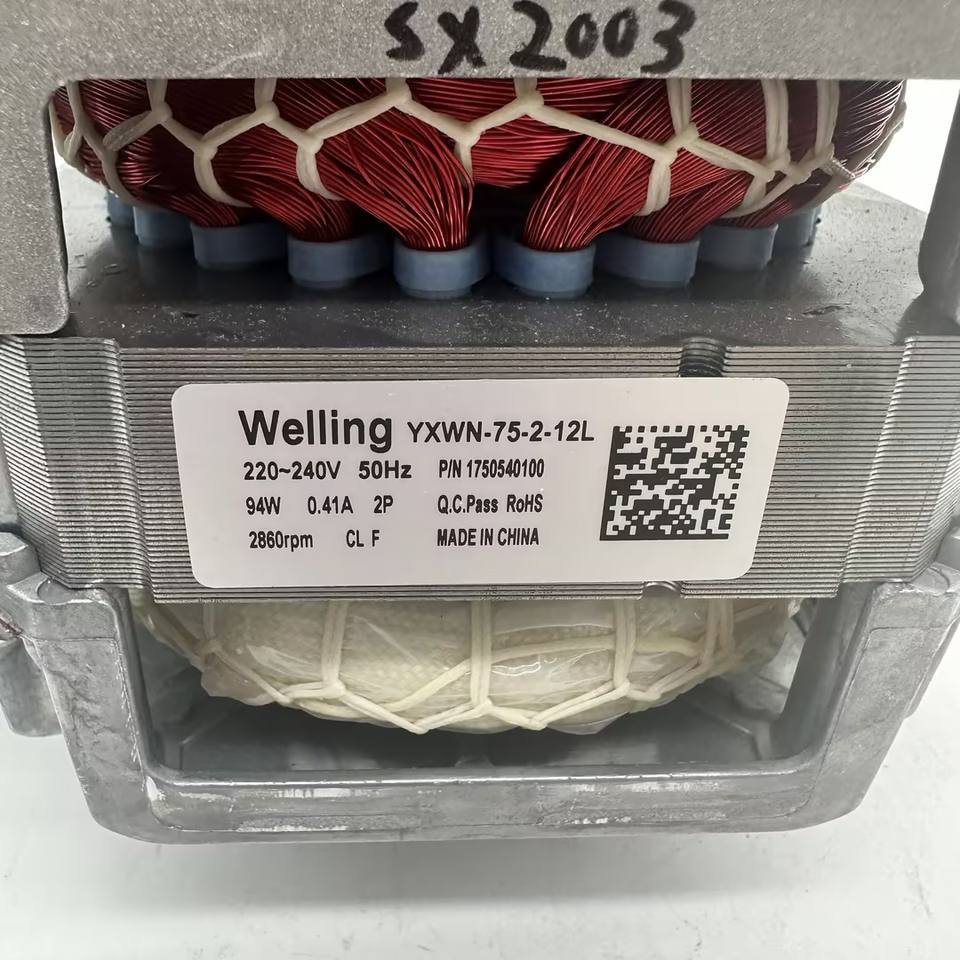 SX2003
Welling YXWN-75-2-12L
220~240V 50Hz P/N 1750540100
94W 0.41A 2P Q.C.Pass RoHS
2860rpm CL F MADE IN CHINA